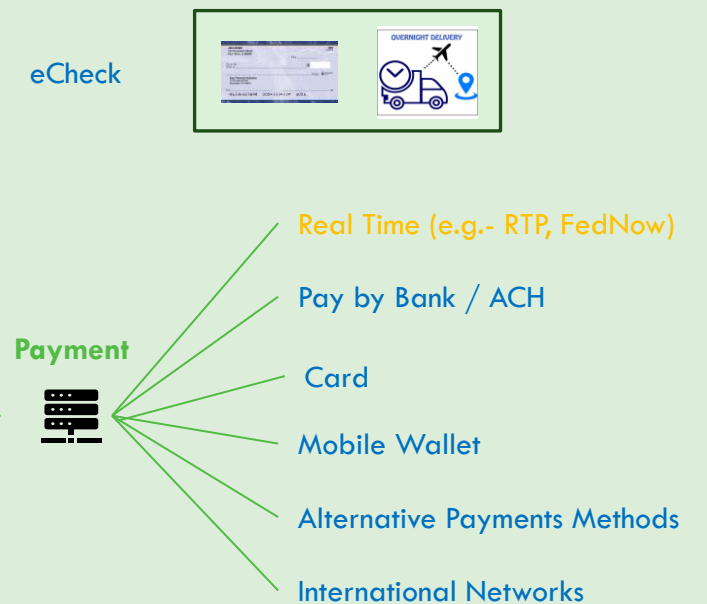 eCheck
OVERNIGHT DELIVERY
Real Time (e.g.- RTP, FedNow)
Pay by Bank / ACH
Payment
Card
Mobile Wallet
Alternative Payments Methods
International Networks